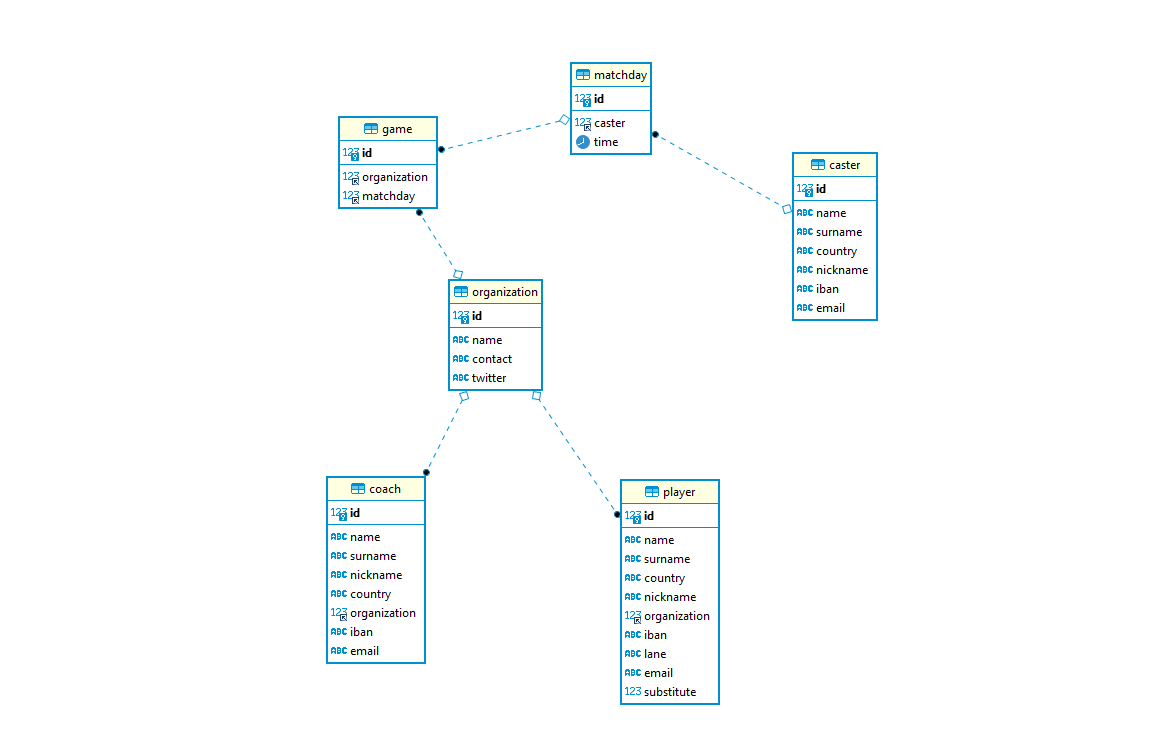 matchday
123 id
123 caster
time
game
123 id
123 organization
123 matchday
caster
123 id
ABC name
ABC surname
ABC country
ABC nickname
ABC iban
ABC email
organization
123 id
ABC name
ABC contact
ABC twitter
coach
123 id
ABC name
ABC surname
ABC nickname
ABC country
123 organization
ABC iban
ABC email
player
123 id
ABC name
ABC surname
ABC country
ABC nickname
123 organization
ABC iban
ABC lane
ABC email
123 substitute